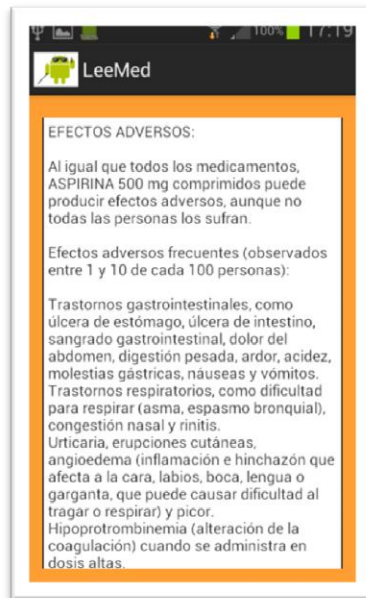 100% 17:19
LeeMed
EFECTOS ADVERSOS:
Al igual que todos los medicamentos,
ASPIRINA 500 mg comprimidos puede
producir efectos adversos, aunque no
todas las personas los sufran.
Efectos adversos frecuentes (observados
entre 1 y 10 de cada 100 personas):
Trastornos gastrointestinales, como
úlcera de estómago, úlcera de intestino,
sangrado gastrointestinal, dolor del
abdomen, digestión pesada, ardor, acidez,
molestias gástricas, náuseas y vómitos.
Trastornos respiratorios, como dificultad
para respirar (asma, espasmo bronquial),
congestión nasal y rinitis.
Urticaria, erupciones cutáneas,
angioedema (inflamación e hinchazón que
afecta a la cara, labios, boca, lengua o
garganta, que puede causar dificultad al
tragar o respirar) y picor.
Hipoprotrombinemia (alteración de la
coagulación) cuando se administra en
dosis altas.